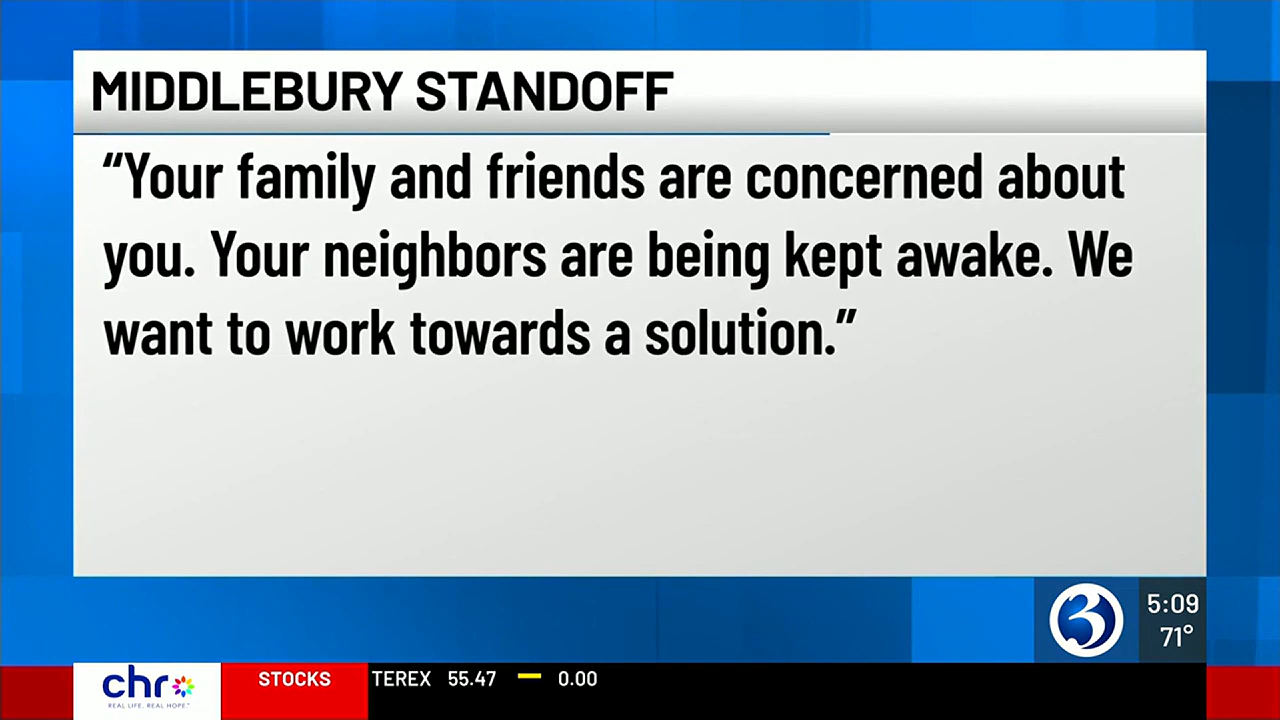 MIDDLEBURY STANDOFF
“Your family and friends are concerned about
you. Your neighbors are being kept awake. We
want to work towards a solution.”
3
5:09
71°
chr
REAL LIFE. REAL HOPE.
STOCKS TEREX 55.47 0.00